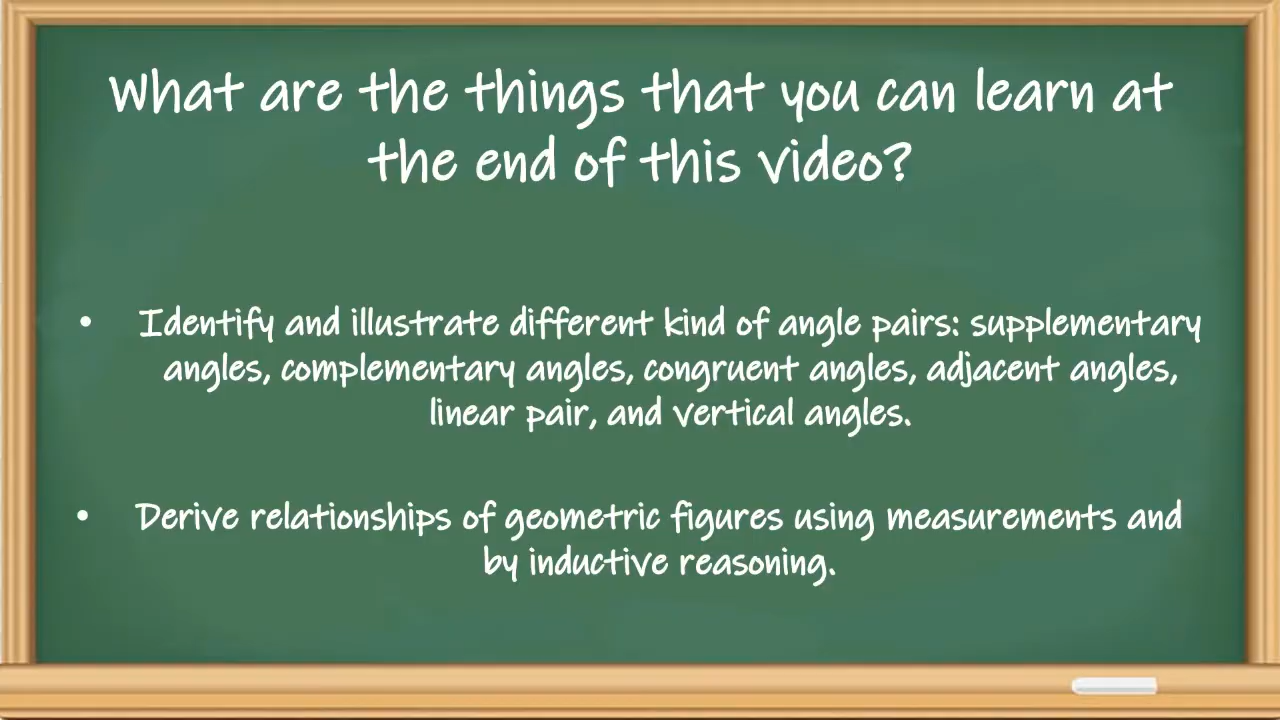 What are the things that you can learn at
the end of this video?
• Identify and illustrate different kind of angle pairs: supplementary
angles, complementary angles, congruent angles, adjacent angles,
linear pair, and vertical angles.
• Derive relationships of geometric figures using measurements and
by inductive reasoning.